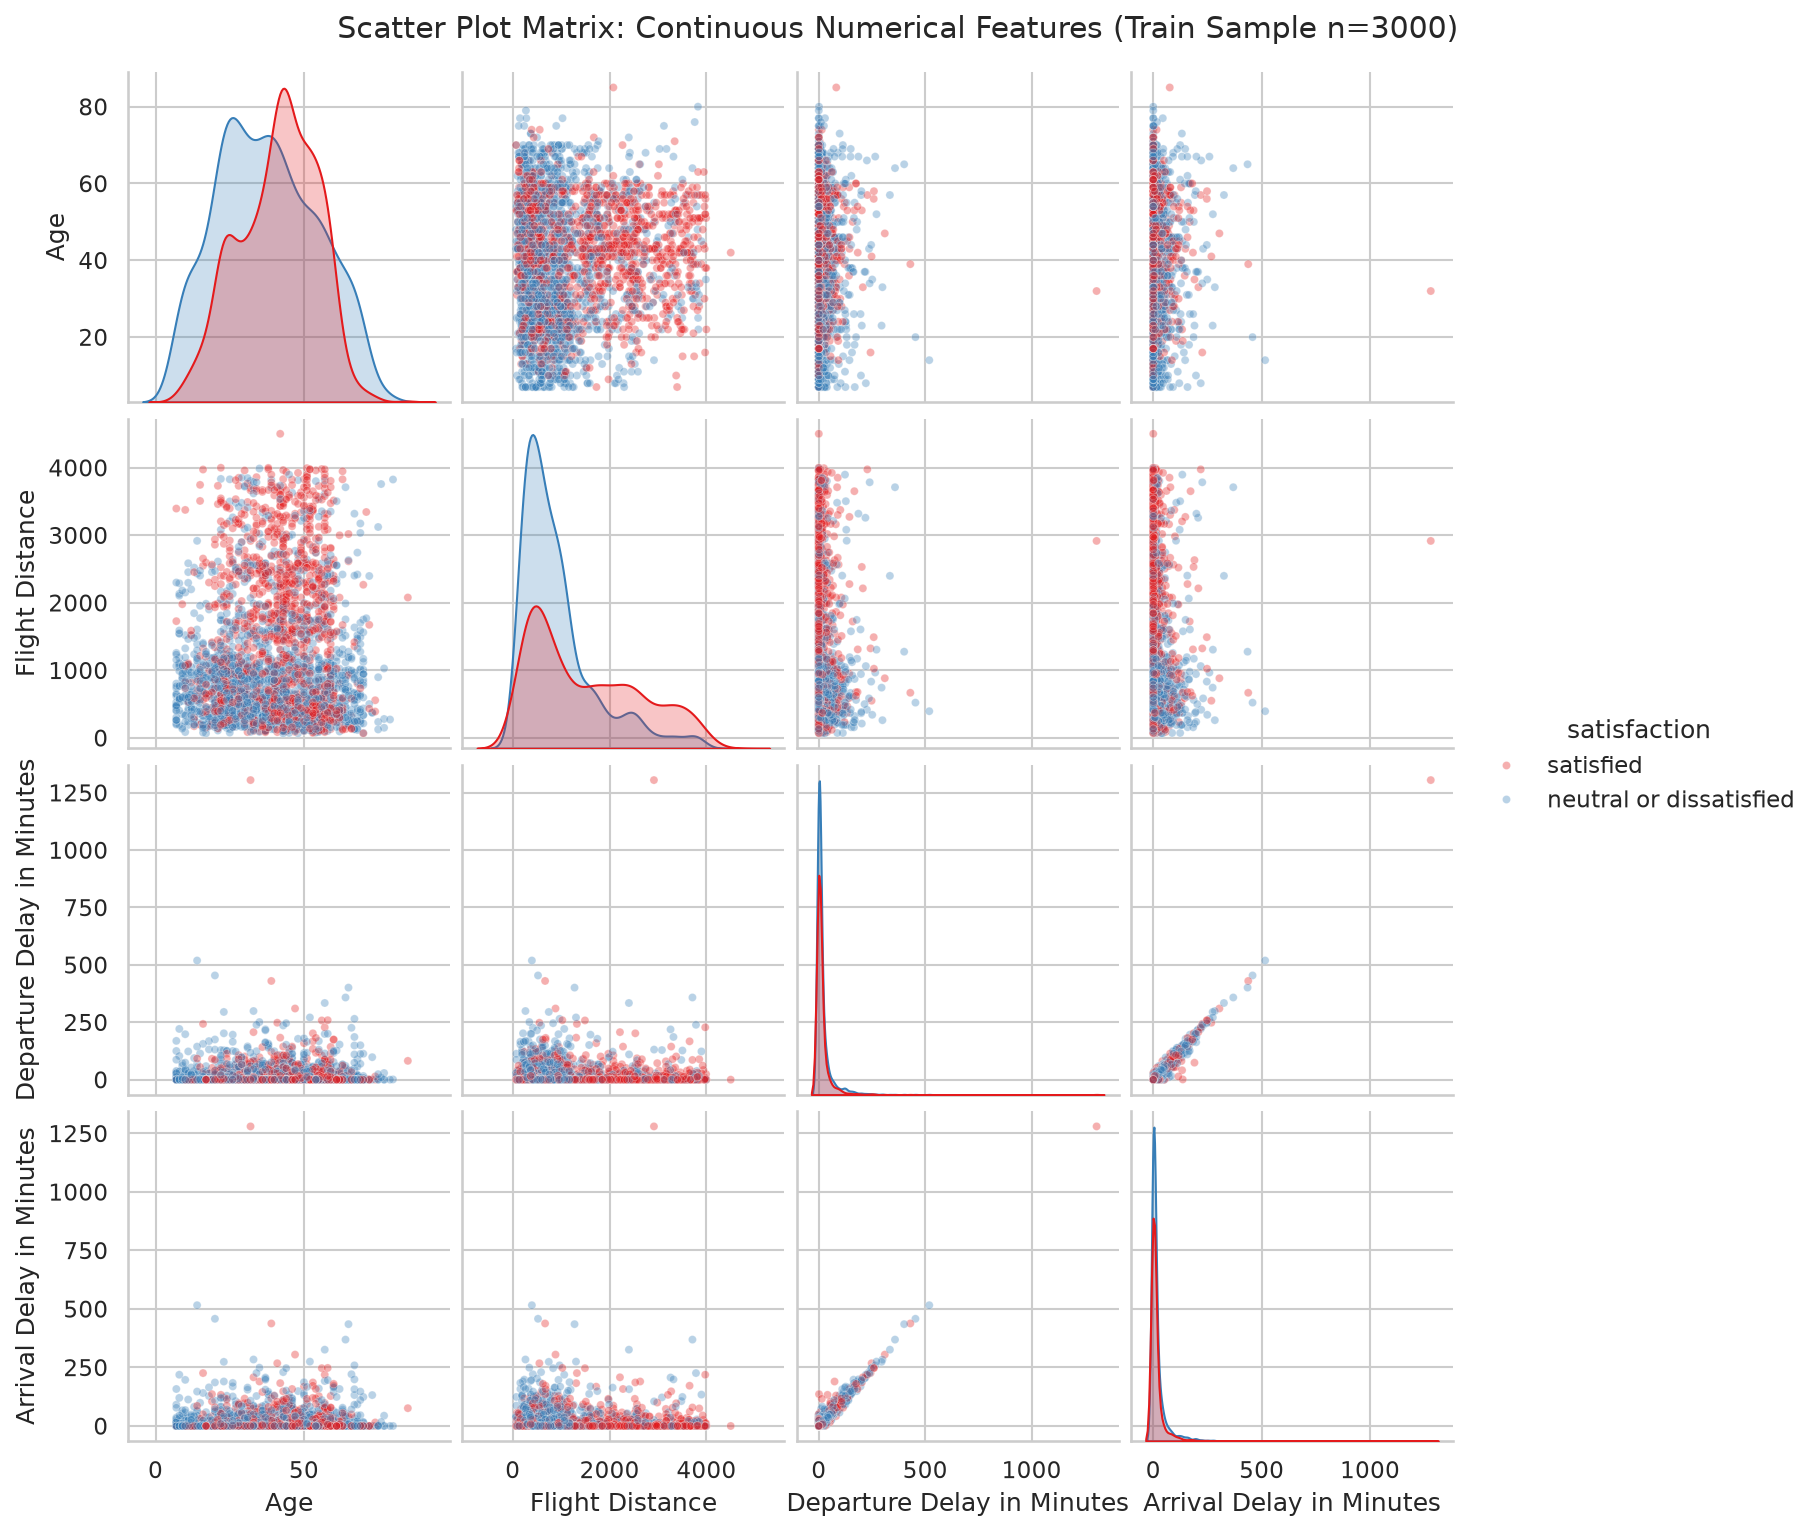 Scatter Plot Matrix: Continuous Numerical Features (Train Sample n=3000)
80
60
40
20
Age
4000
3000
2000
1000
0
Flight Distance
satisfaction
satisfied
neutral or dissatisfied
1250
1000
750
500
250
0
Departure Delay in Minutes
1250
1000
750
500
250
0
Arrival Delay in Minutes
0 50 0 2000 4000 0 500 1000 0 500 1000
Age Flight Distance Departure Delay in Minutes Arrival Delay in Minutes